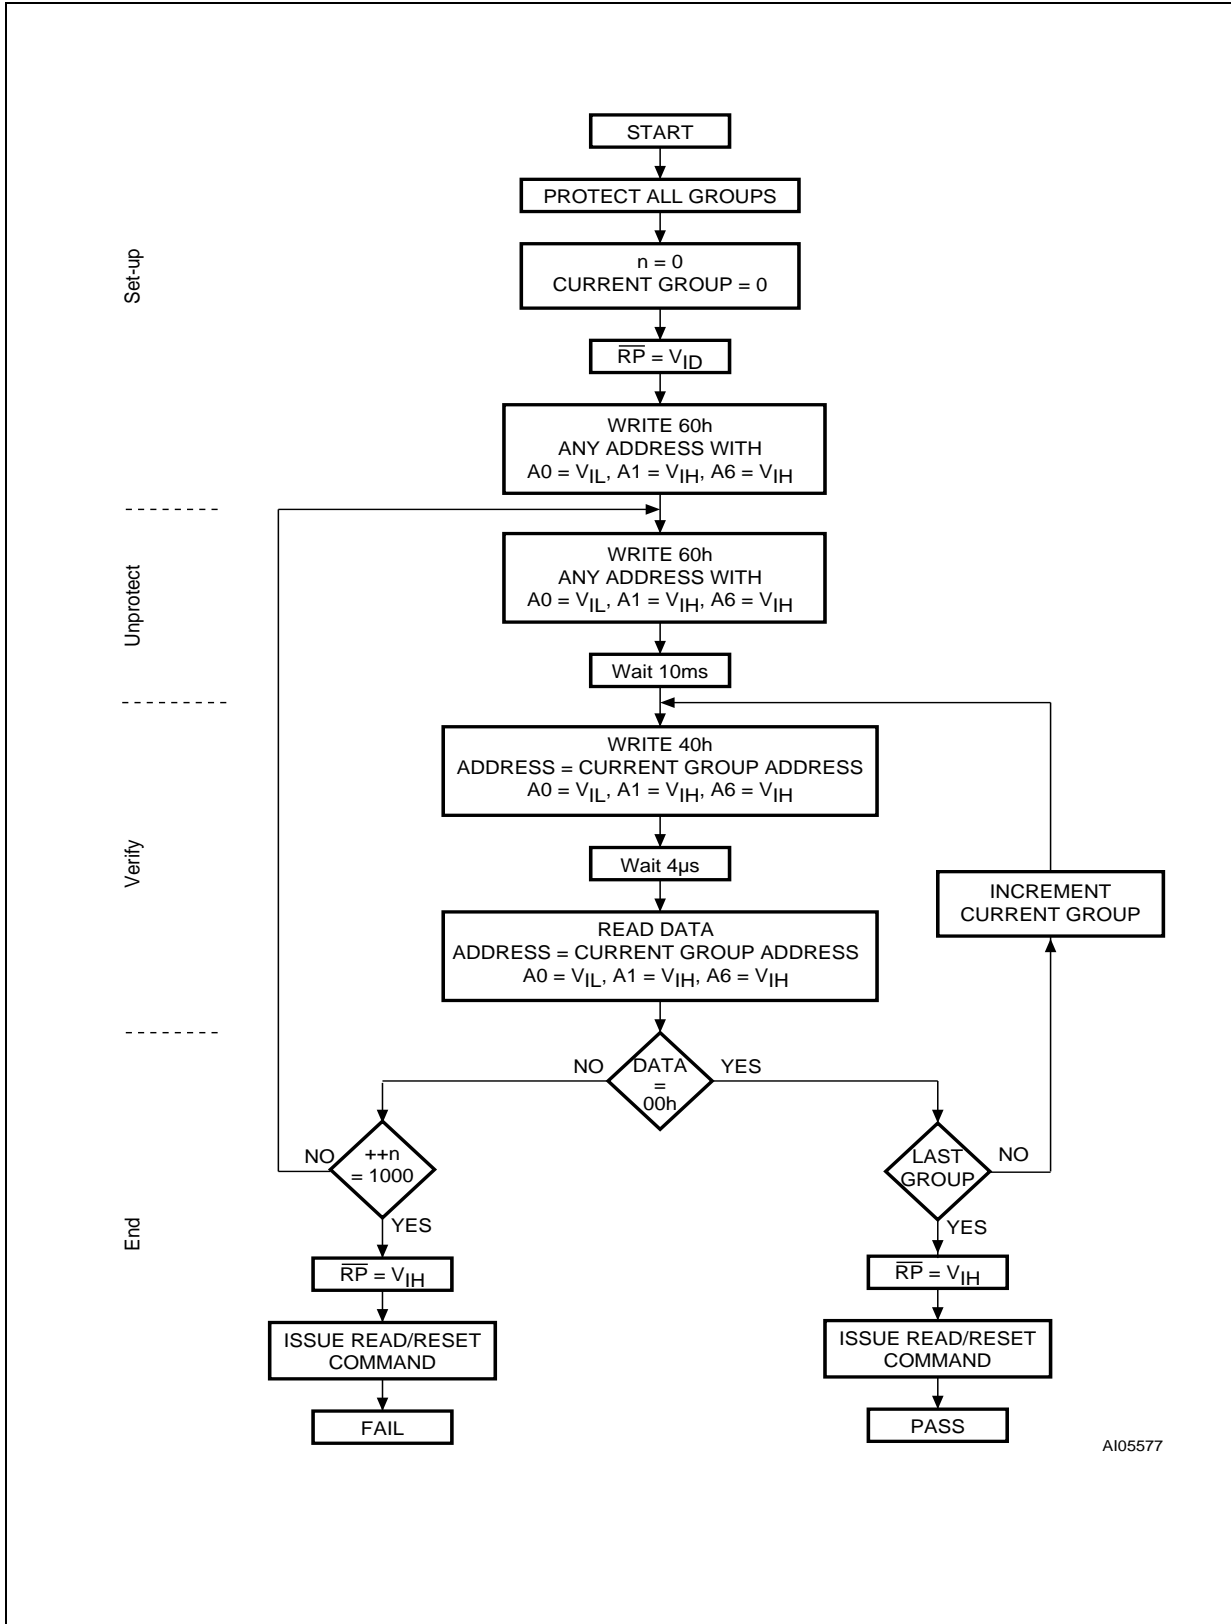 START
PROTECT ALL GROUPS
Set-up
n = 0
CURRENT GROUP = 0
RP = VID
WRITE 60h
ANY ADDRESS WITH
A0 = VIL, A1 = VIH, A6 = VIH
Unprotect
WRITE 60h
ANY ADDRESS WITH
A0 = VIL, A1 = VIH, A6 = VIH
Wait 10ms
Verify
WRITE 40h
ADDRESS = CURRENT GROUP ADDRESS
A0 = VIL, A1 = VIH, A6 = VIH
Wait 4µs
INCREMENT
CURRENT GROUP
READ DATA
ADDRESS = CURRENT GROUP ADDRESS
A0 = VIL, A1 = VIH, A6 = VIH
End
NO
DATA
=
00h
YES
NO
++n
= 1000
YES
LAST
GROUP
NO
YES
RP = VIH
RP = VIH
ISSUE READ/RESET
COMMAND
ISSUE READ/RESET
COMMAND
FAIL
PASS
AI05577